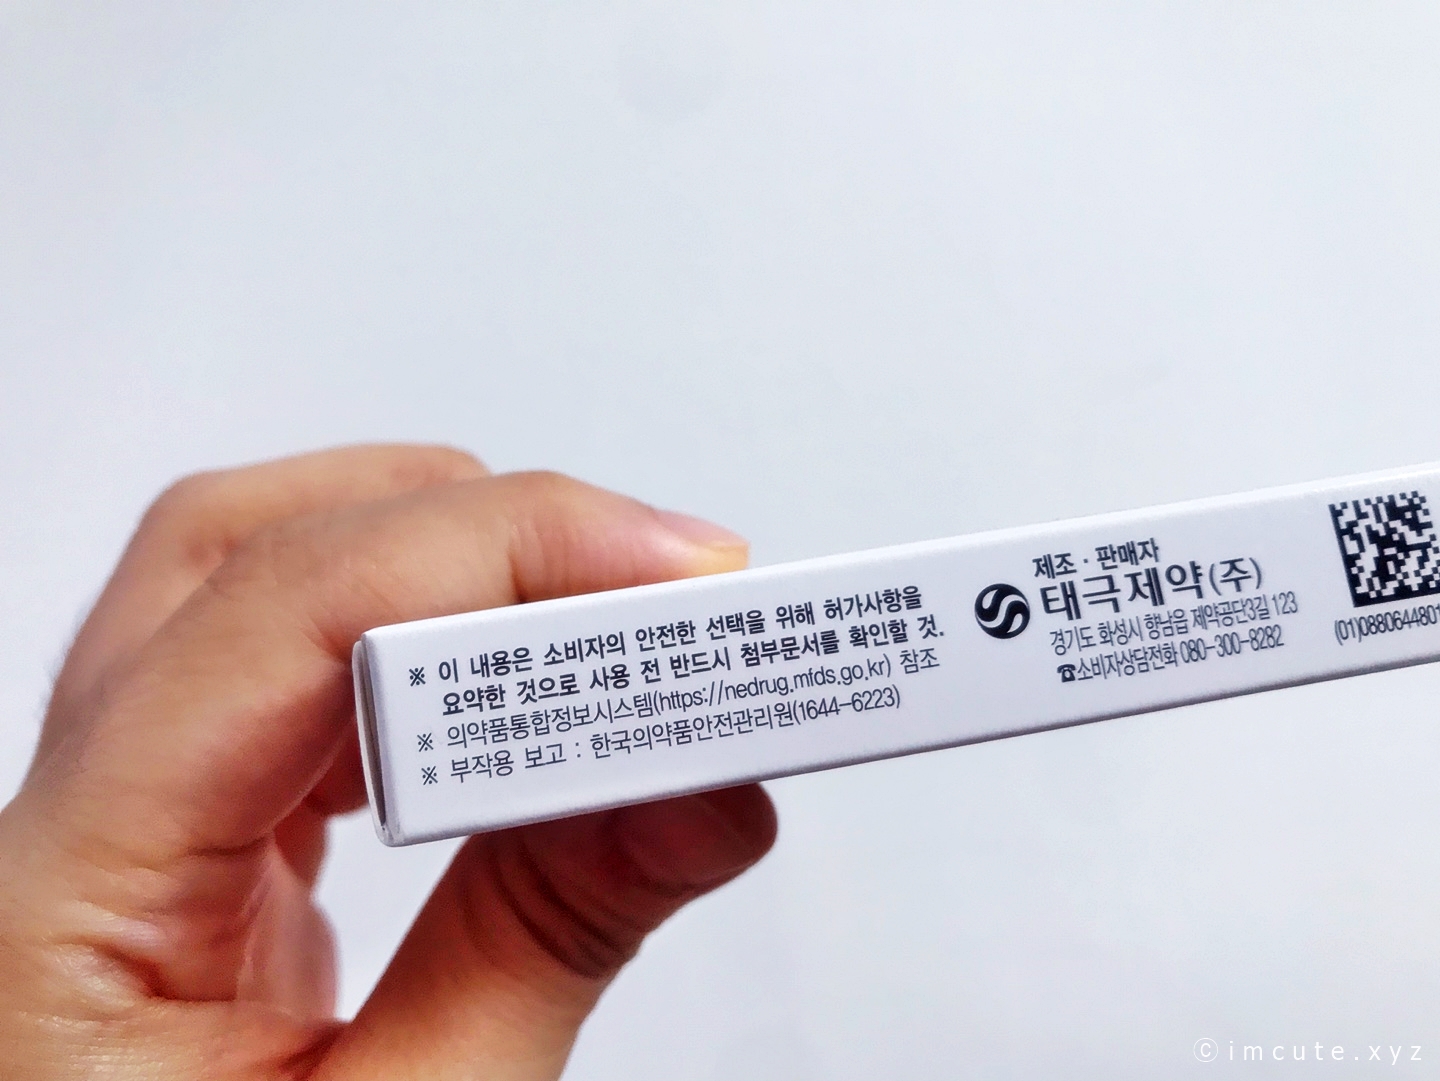 ※ 이 내용은 소비자의 안전한 선택을 위해 허가사항을
요약한 것으로 사용 전 반드시 첨부문서를 확인할 것.
※ 의약품통합정보시스템(https://nedrug.mfds.go.kr) 참조
※ 부작용 보고 : 한국의약품안전관리원(1644-6223)
제조 · 판매자
태극제약(주)
경기도 화성시 향남읍 제약공단3길 123
☎소비자상담전화 080-300-8282
(01)0880644801
©imcute.xyz